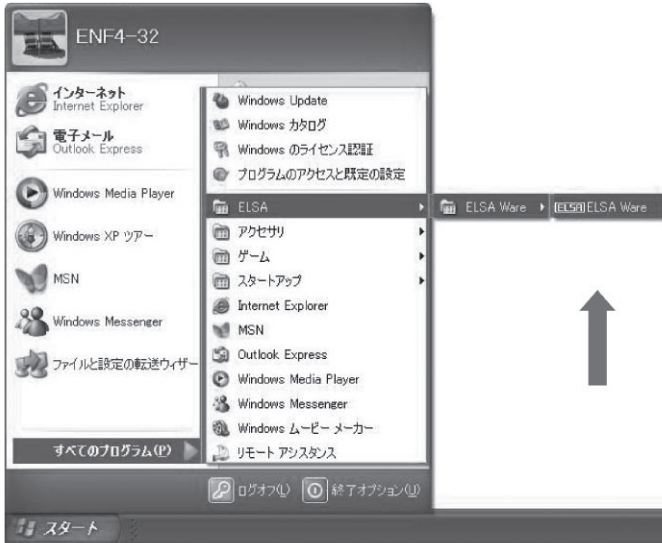 ENF4-32
インターネット
Internet Explorer
電子メール
Outlook Express
Windows Media Player
Windows XP ツアー
MSN
Windows Messenger
ファイルと設定の転送ウィザー
すべてのプログラム(P)
Windows Update
Windows カタログ
Windows のライセンス認証
プログラムのアクセスと既定の設定
ELSA
アクセサリ
ゲーム
スタートアップ
Internet Explorer
MSN
Outlook Express
Windows Media Player
Windows Messenger
Windows ムービー メーカー
リモート アシスタンス
ELSA Ware
ELSA ELSA Ware
ログオフ(L) 終了オプション(U)
スタート